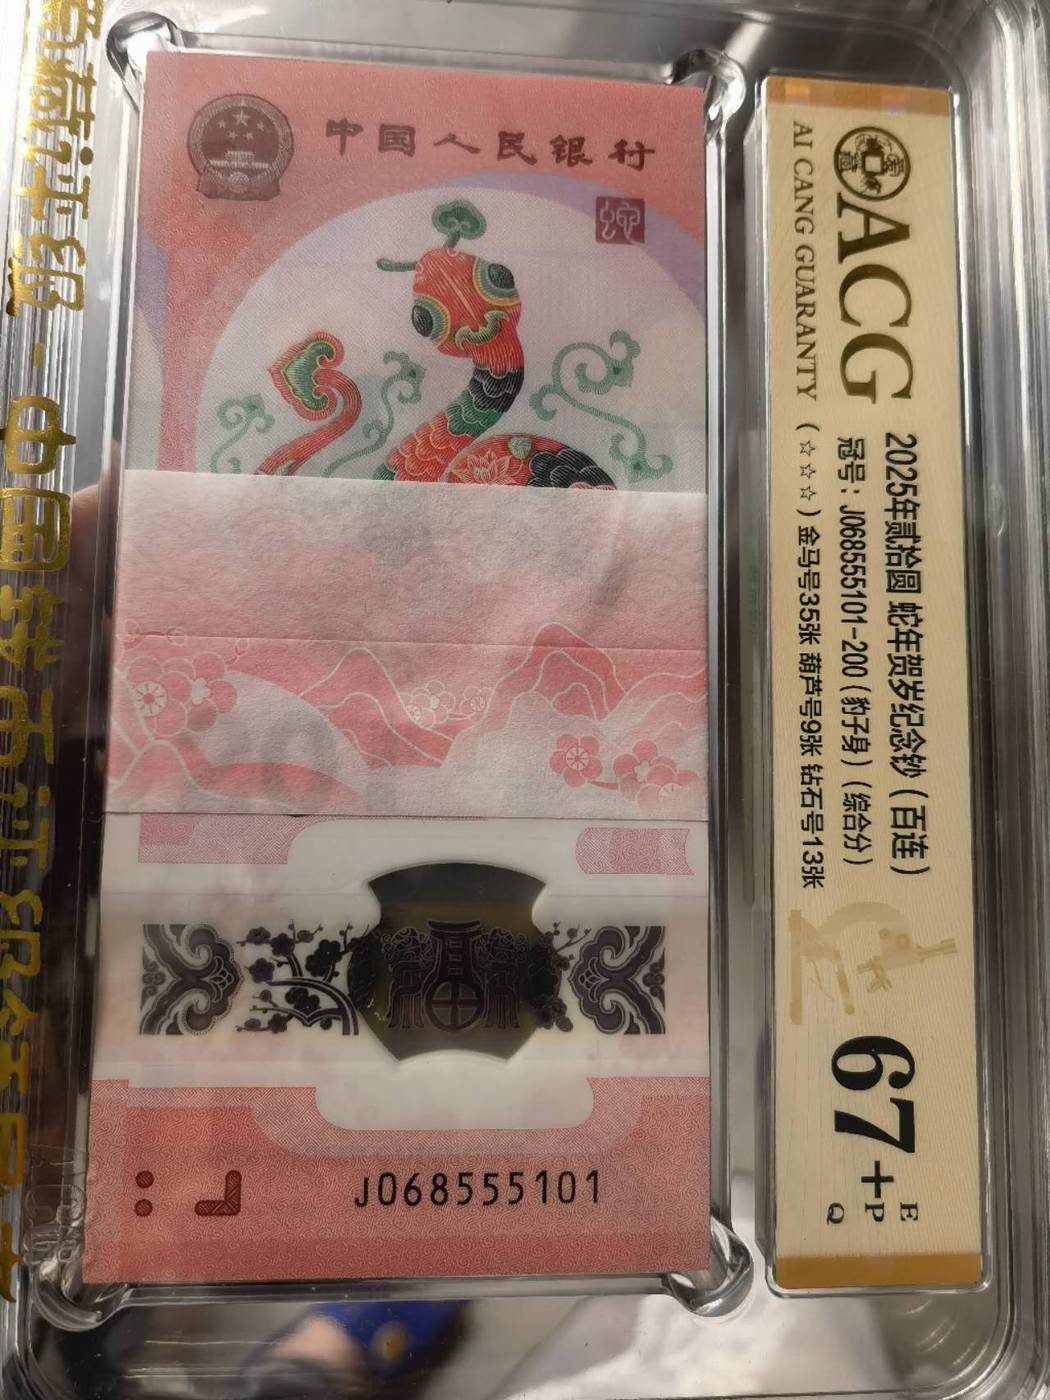 中国人民银行
蛇
J068555101
ACG
AI CANG GUARANTY
2025年贰拾圆 蛇年贺岁纪念钞（百连）
冠号：J068555101-200（豹子身）（综合分）
（☆☆☆）金马号35张 葫芦号9张 钻石号13张
67+
E
P
Q